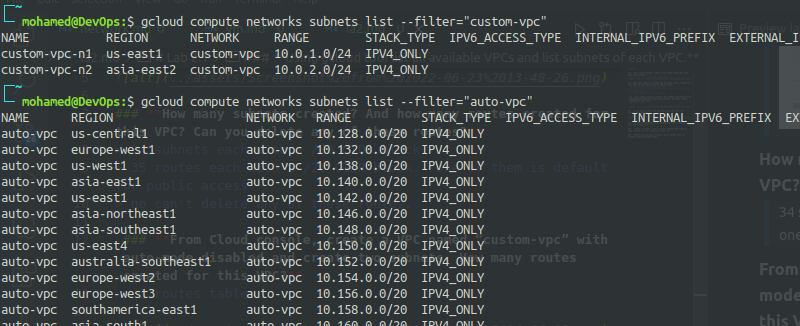 mohamed@DevOps:$ gcloud compute networks subnets list --filter="custom-vpc"
NAME REGION NETWORK RANGE STACK_TYPE IPV6_ACCESS_TYPE INTERNAL_IPV6_PREFIX EXTERNAL_I
custom-vpc-n1 us-east1 custom-vpc 10.0.1.0/24 IPV4_ONLY
custom-vpc-n2 asia-east2 custom-vpc 10.0.2.0/24 IPV4_ONLY
mohamed@DevOps:$ gcloud compute networks subnets list --filter="auto-vpc"
NAME REGION NETWORK RANGE STACK_TYPE IPV6_ACCESS_TYPE INTERNAL_IPV6_PREFIX EX
auto-vpc us-central1 auto-vpc 10.128.0.0/20 IPV4_ONLY
auto-vpc europe-west1 auto-vpc 10.132.0.0/20 IPV4_ONLY
auto-vpc us-west1 auto-vpc 10.138.0.0/20 IPV4_ONLY
auto-vpc asia-east1 auto-vpc 10.140.0.0/20 IPV4_ONLY
auto-vpc us-east1 auto-vpc 10.142.0.0/20 IPV4_ONLY
auto-vpc asia-northeast1 auto-vpc 10.146.0.0/20 IPV4_ONLY
auto-vpc asia-southeast1 auto-vpc 10.148.0.0/20 IPV4_ONLY
auto-vpc us-east4 auto-vpc 10.150.0.0/20 IPV4_ONLY
auto-vpc australia-southeast1 auto-vpc 10.152.0.0/20 IPV4_ONLY
auto-vpc europe-west2 auto-vpc 10.154.0.0/20 IPV4_ONLY
auto-vpc europe-west3 auto-vpc 10.156.0.0/20 IPV4_ONLY
auto-vpc southamerica-east1 auto-vpc 10.158.0.0/20 IPV4_ONLY
auto-vpc asia-south1 auto-vpc 10.160.0.0/20 IPV4_ONLY
How
VPC?
34 s
one
From
mode
this V